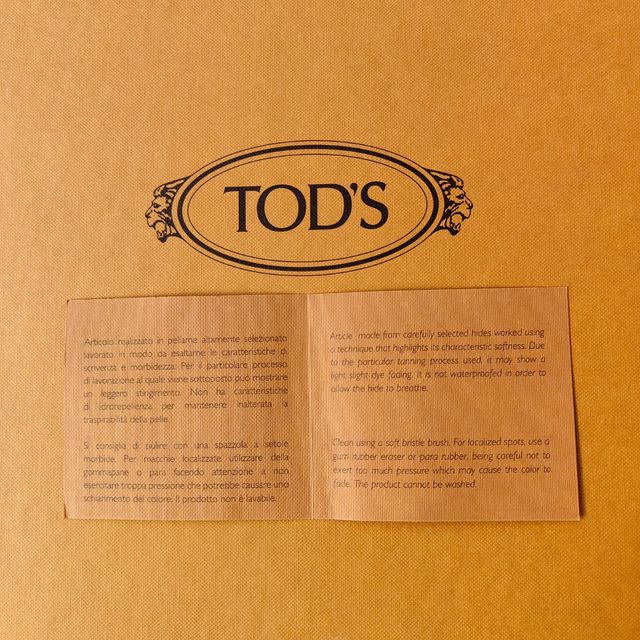 TOD'S
Articolo realizzato in pellame altamente selezionato
lavorato in modo da esaltarne le caratteristiche di
scrivenza e morbidezza. Per il particolare processo
di lavorazione al quale viene sottoposto può mostrare
un leggero stingimento. Non ha caratteristiche
di idrorepellenza per mantenere inalterata la
traspirabilità della pelle.
Si consiglia di pulire con una spazzola a setole
morbide. Per macchie localizzate utilizzare della
gommapane o para facendo attenzione a non
esercitare troppa pressione che potrebbe causare uno
schiarimento del colore. Il prodotto non è lavabile.
Article made from carefully selected hides worked using
a technique that highlights its characteristic softness. Due
to the particular tanning process used, it may show a
light slight dye fading. It is not waterproofed in order to
allow the hide to breathe.
Clean using a soft bristle brush. For localized spots, use a
gum rubber eraser or para rubber, being careful not to
exert too much pressure which may cause the color to
fade. The product cannot be washed.